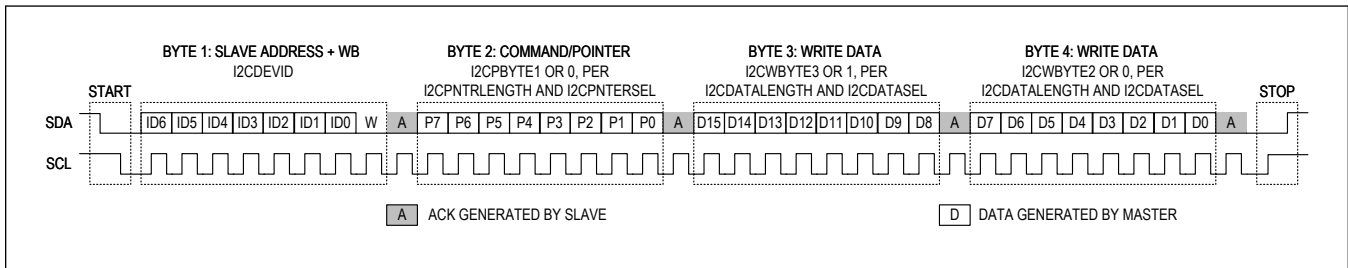 BYTE 1: SLAVE ADDRESS + WB
I2CDEVID
BYTE 2: COMMAND/POINTER
I2CPBYTE1 OR 0, PER
I2CPNTRLENGTH AND I2CPNTERSEL
BYTE 3: WRITE DATA
I2CWBYTE3 OR 1, PER
I2CDATALENGTH AND I2CDATASEL
BYTE 4: WRITE DATA
I2CWBYTE2 OR 0, PER
I2CDATALENGTH AND I2CDATASEL
START
STOP
SDA
ID6 ID5 ID4 ID3 ID2 ID1 ID0 W A P7 P6 P5 P4 P3 P2 P1 P0 A D15 D14 D13 D12 D11 D10 D9 D8 A D7 D6 D5 D4 D3 D2 D1 D0 A
SCL
A ACK GENERATED BY SLAVE
D DATA GENERATED BY MASTER